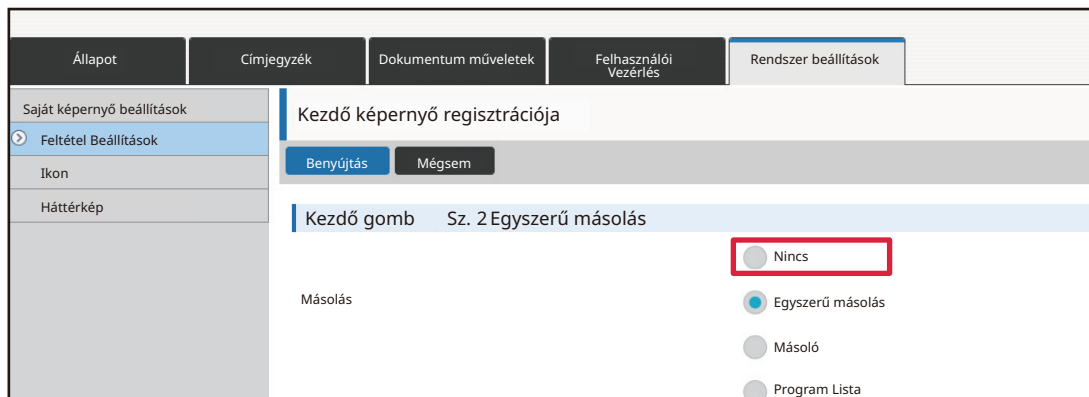 Állapot
Címjegyzék
Dokumentum műveletek
Felhasználói
Vezérlés
Rendszer beállítások
Saját képernyő beállítások
Feltétel Beállítások
Ikon
Háttérkép
Kezdő képernyő regisztrációja
Benyújtás
Mégsem
Kezdő gomb Sz. 2 Egyszerű másolás
Másolás
Nincs
Egyszerű másolás
Másoló
Program Lista